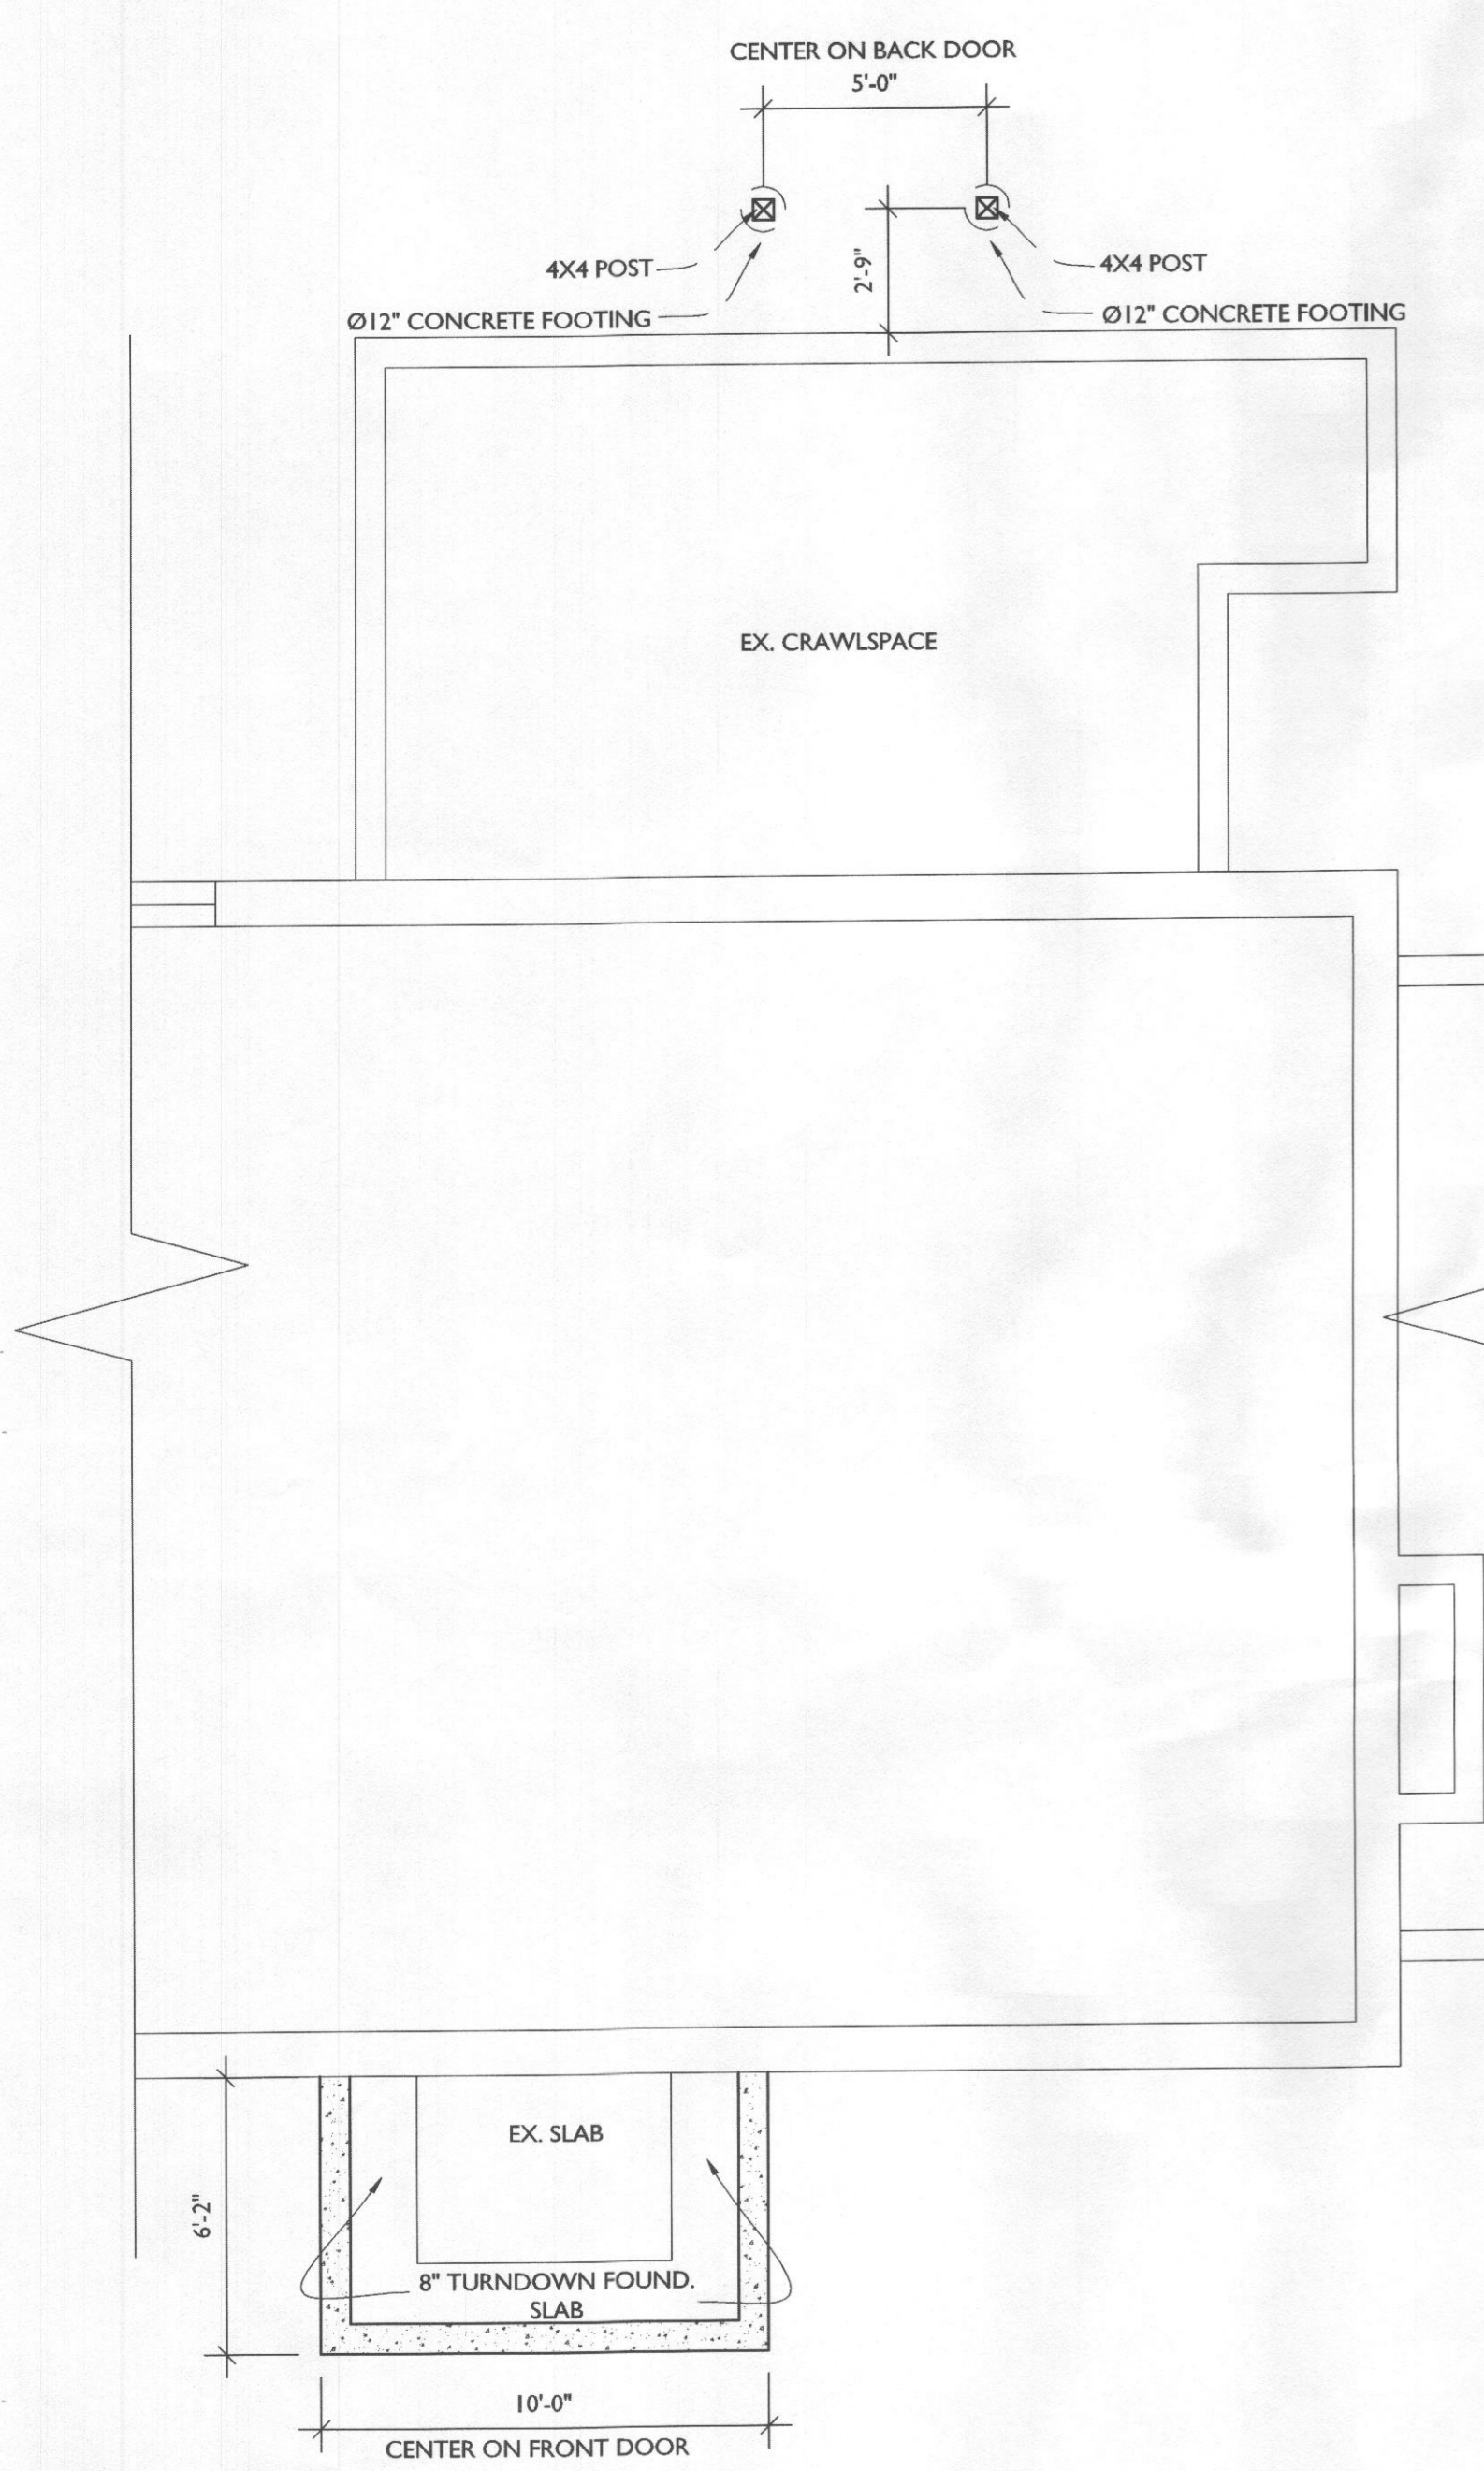 CENTER ON BACK DOOR
5'-0"
2'-9"
4X4 POST
4X4 POST
Ø12" CONCRETE FOOTING
Ø12" CONCRETE FOOTING
EX. CRAWLSPACE
EX. SLAB
6'-2"
8" TURNDOWN FOUND.
SLAB
10'-0"
CENTER ON FRONT DOOR